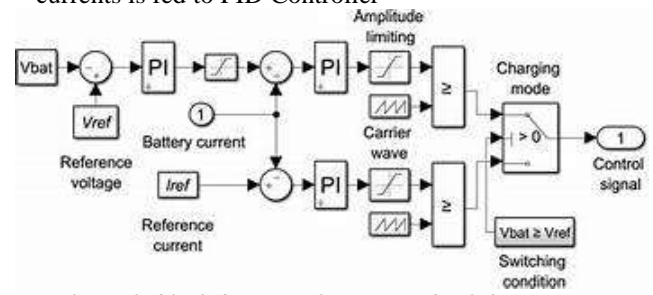 currents is fed to PID Controller
Amplitude
limiting
Vbat
PI
PI
Charging
mode
≥
Vref
1
Battery current
Carrier
wave
> 0
1
Reference
voltage
Control
signal
Iref
PI
≥
Reference
current
Vbat ≥ Vref
Switching
condition